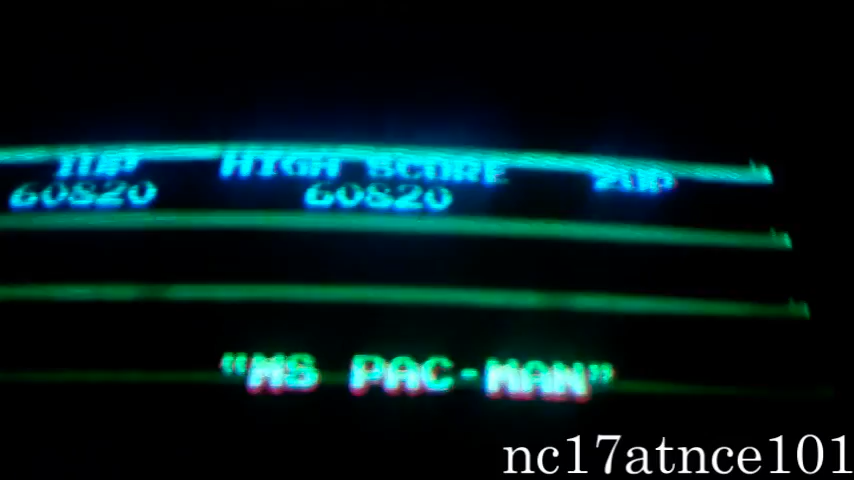 1UP HIGH SCORE 2UP
60820 60820
"MS PAC-MAN"
nc17atnce101